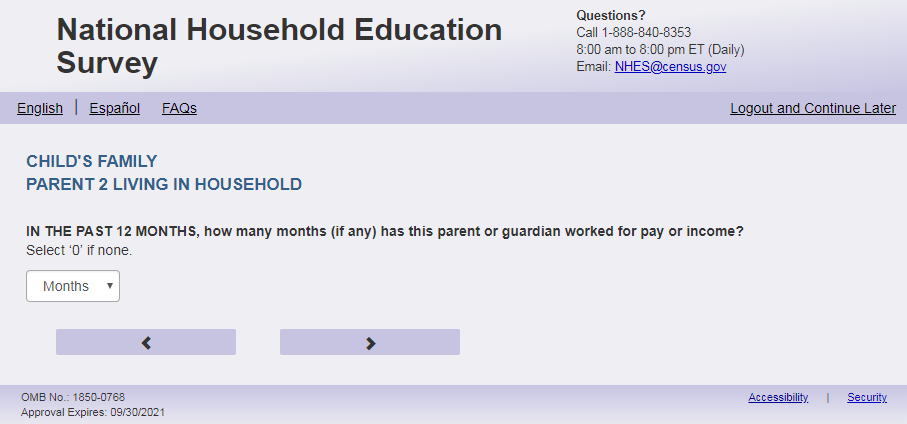 National Household Education
Survey
Questions?
Call 1-888-840-8353
8:00 am to 8:00 pm ET (Daily)
Email: NHES@census.gov
English | Español FAQs
Logout and Continue Later
CHILD'S FAMILY
PARENT 2 LIVING IN HOUSEHOLD
IN THE PAST 12 MONTHS, how many months (if any) has this parent or guardian worked for pay or income?
Select ‘0’ if none.
Months
OMB No.: 1850-0768
Approval Expires: 09/30/2021
Accessibility | Security